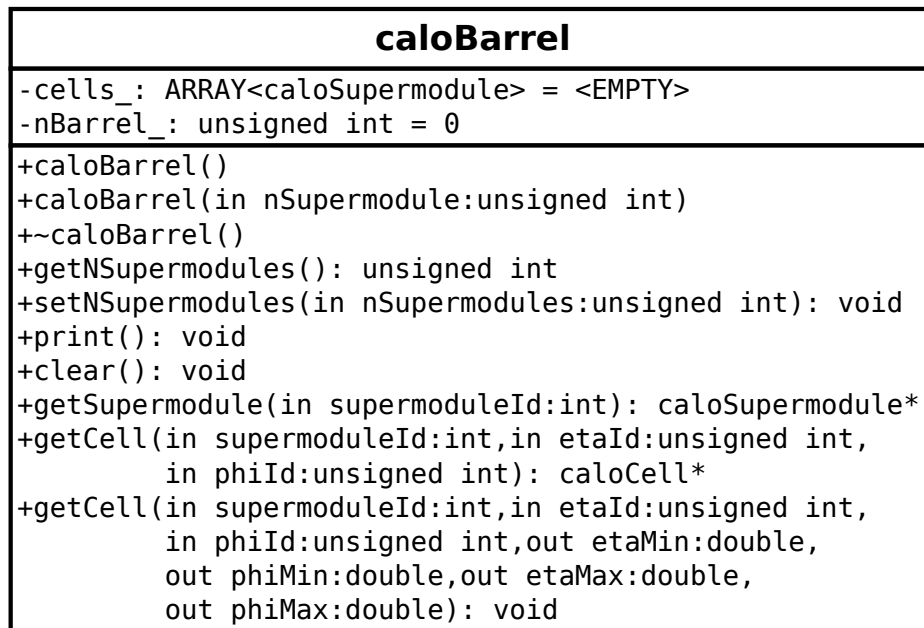 caloBarrel
-cells_: ARRAY<caloSupermodule> = <EMPTY>
-nBarrel_: unsigned int = 0
+caloBarrel()
+caloBarrel(in nSupermodule:unsigned int)
+~caloBarrel()
+getNSupermodules(): unsigned int
+setNSupermodules(in nSupermodules:unsigned int): void
+print(): void
+clear(): void
+getSupermodule(in supermoduleId:int): caloSupermodule*
+getCell(in supermoduleId:int,in etaId:unsigned int,
in phiId:unsigned int): caloCell*
+getCell(in supermoduleId:int,in etaId:unsigned int,
in phiId:unsigned int,out etaMin:double,
out phiMin:double,out etaMax:double,
out phiMax:double): void